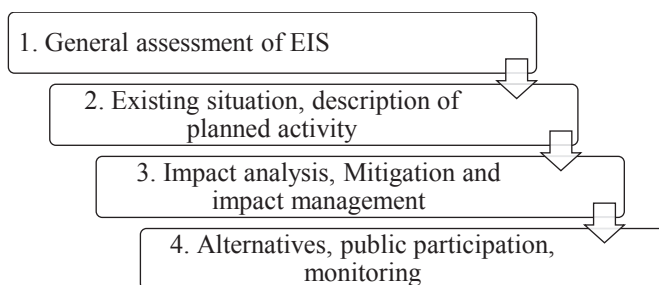 1. General assessment of EIS
2. Existing situation, description of
planned activity
3. Impact analysis, Mitigation and
impact management
4. Alternatives, public participation,
monitoring